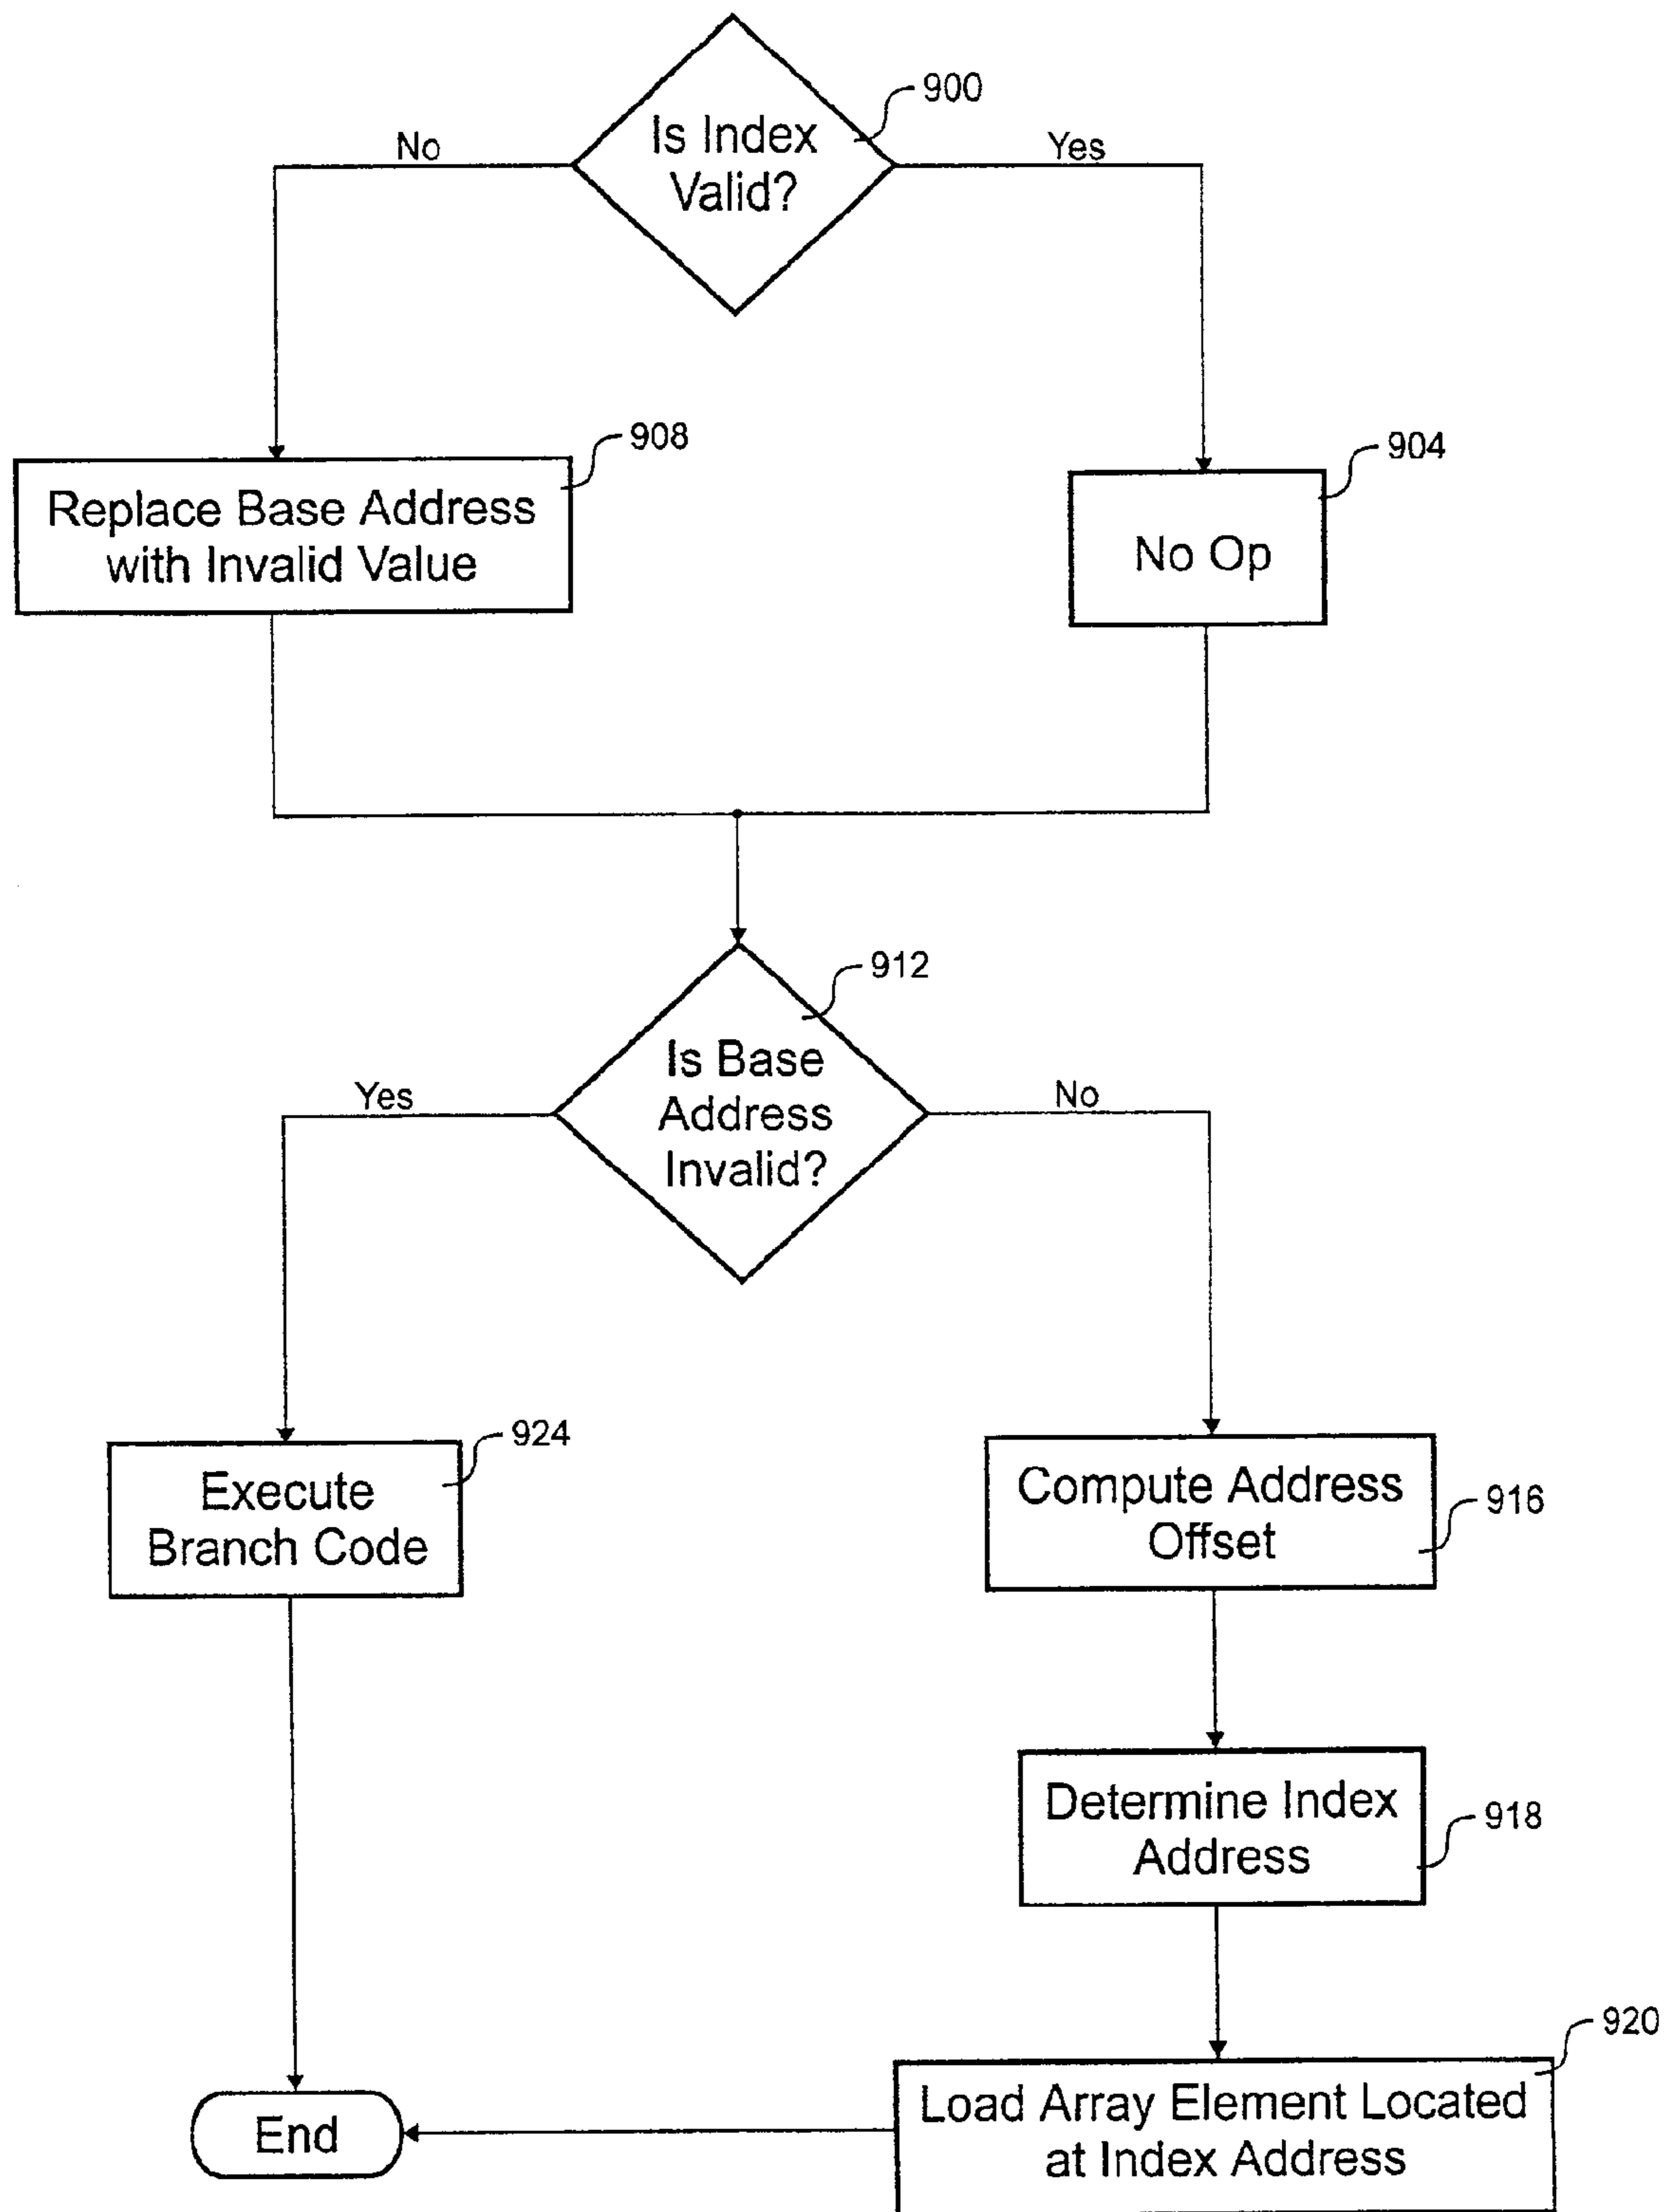 900
Is Index
Valid?
No
Yes
908
904
Replace Base Address
with Invalid Value
No Op
912
Is Base
Address
Invalid?
Yes
No
924
Execute
Branch Code
Compute Address
Offset
916
Determine Index
Address
918
920
Load Array Element Located
at Index Address
End